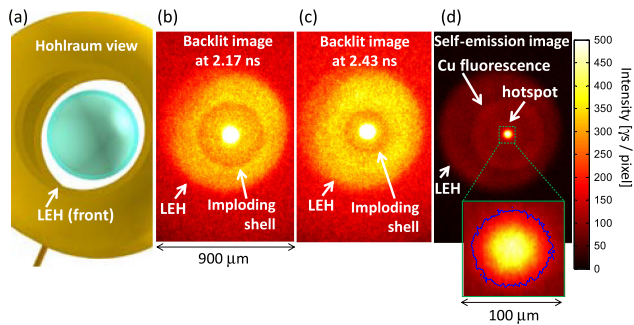 (a)
Hohlraum view
LEH (front)
(b)
Backlit image
at 2.17 ns
LEH
Imploding
shell
900 μm
(c)
Backlit image
at 2.43 ns
LEH
Imploding
shell
(d)
Self-emission image
Cu fluorescence
hotspot
LEH
100 μm
500
450
400
350
300
250
200
150
100
50
0
Intensity [γs / pixel]